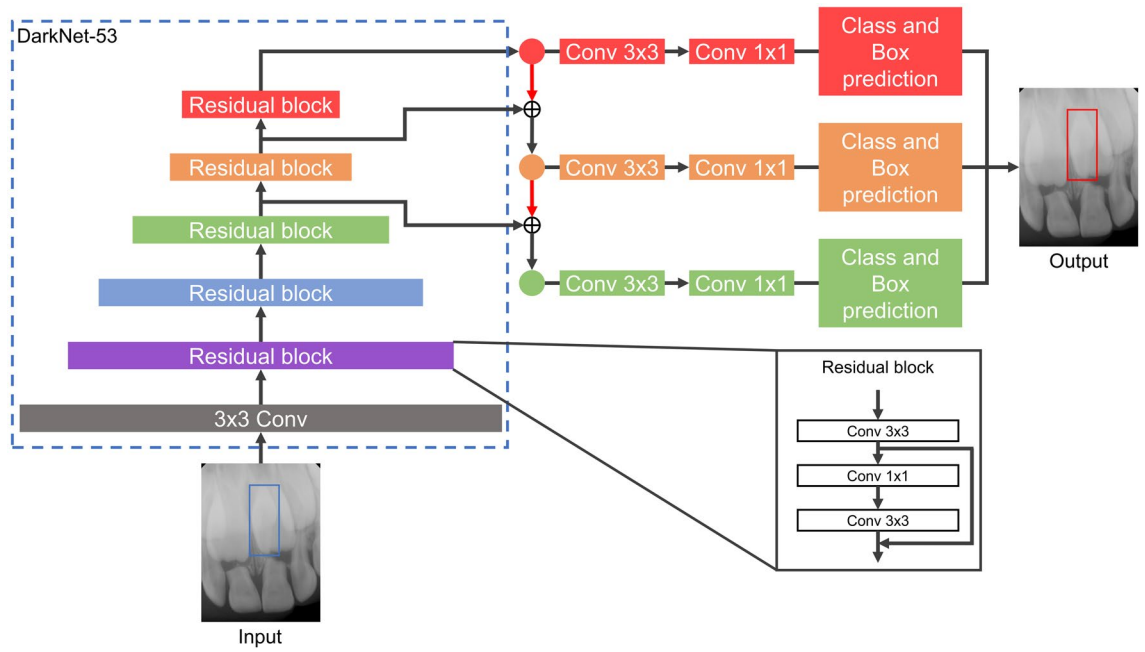 DarkNet-53
Residual block
Residual block
Residual block
Residual block
Residual block
3x3 Conv
Input
Conv 3x3
Conv 1x1
Class and
Box
prediction
Conv 3x3
Conv 1x1
Class and
Box
prediction
Conv 3x3
Conv 1x1
Class and
Box
prediction
Output
Residual block
Conv 3x3
Conv 1x1
Conv 3x3